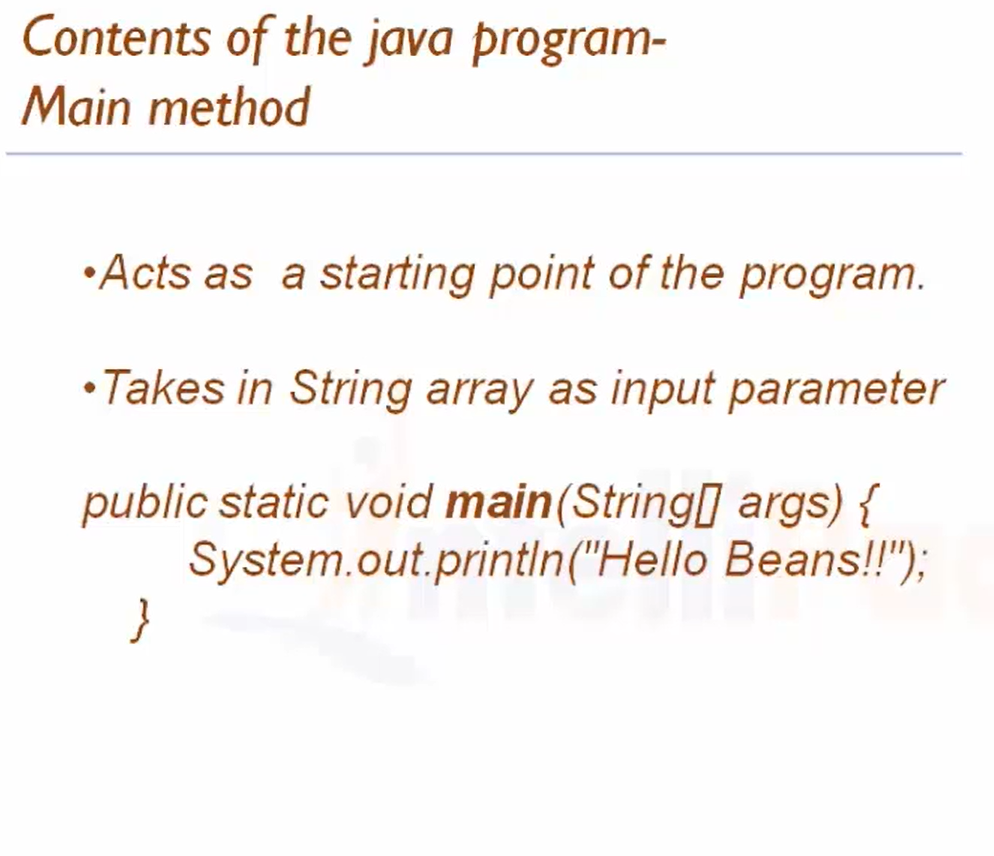 Contents of the java program-
Main method
•Acts as a starting point of the program.
•Takes in String array as input parameter
public static void main(String[] args) {
System.out.println("Hello Beans!!");
}